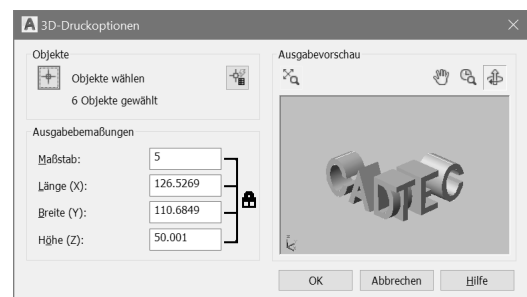 A 3D-Druckoptionen
Objekte
Objekte wählen
6 Objekte gewählt
Ausgabebemaßungen
Maßstab: 5
Länge (X): 126.5269
Breite (Y): 110.6849
Höhe (Z): 50.001
Ausgabevorschau
CADTEC
OK Abbrechen Hilfe